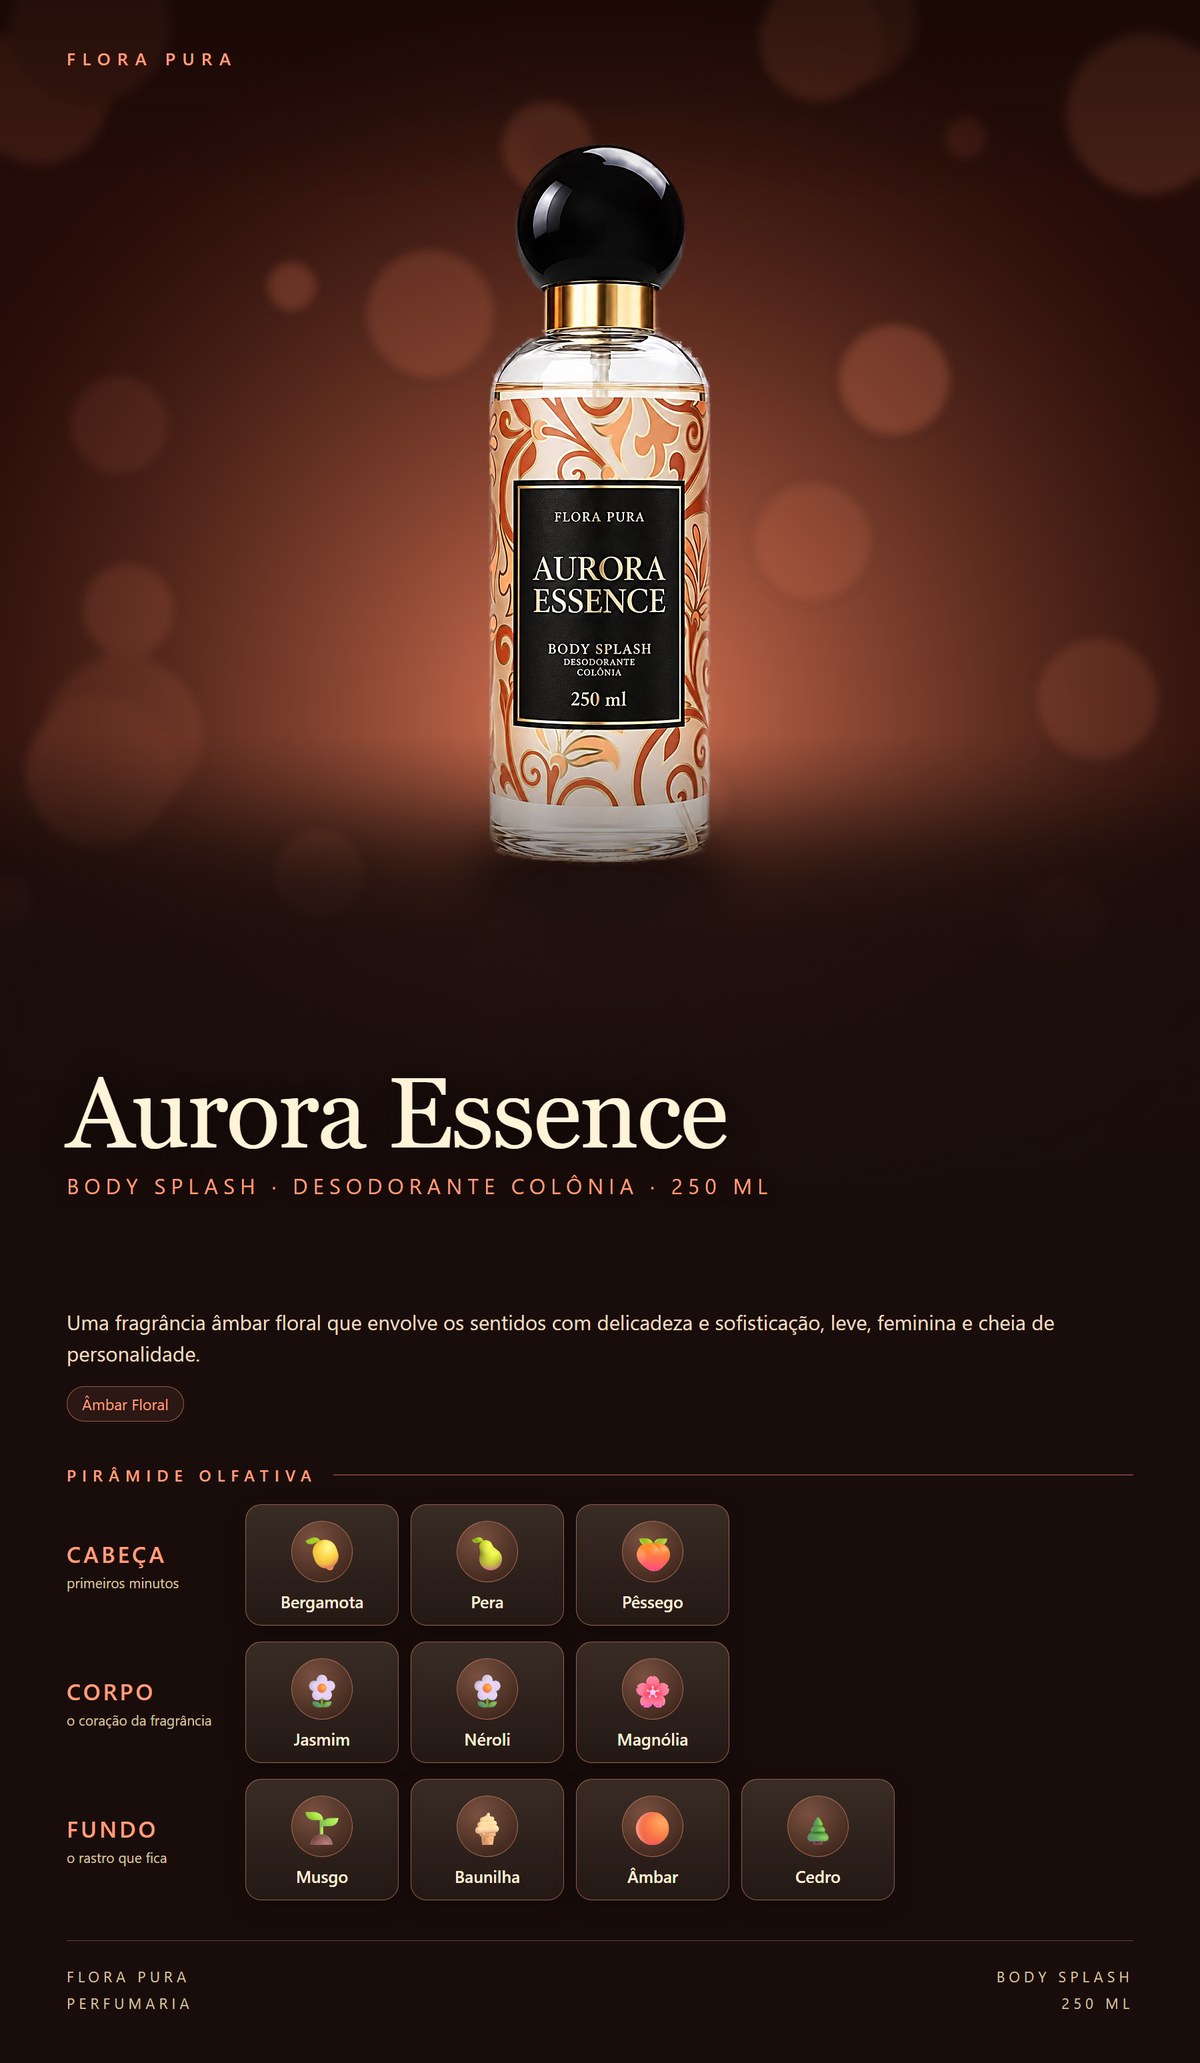 FLORA PURA
FLORA PURA
AURORA
ESSENCE
BODY SPLASH
DESODORANTE
COLÔNIA
250 ml
Aurora Essence
BODY SPLASH · DESODORANTE COLÔNIA · 250 ML
Uma fragrância âmbar floral que envolve os sentidos com delicadeza e sofisticação, leve, feminina e cheia de
personalidade.
Âmbar Floral
PIRÂMIDE OLFATIVA
CABEÇA
primeiros minutos
Bergamota
Pera
Pêssego
CORPO
o coração da fragrância
Jasmim
Néroli
Magnólia
FUNDO
o rastro que fica
Musgo
Baunilha
Âmbar
Cedro
FLORA PURA
PERFUMARIA
BODY SPLASH
250 ML